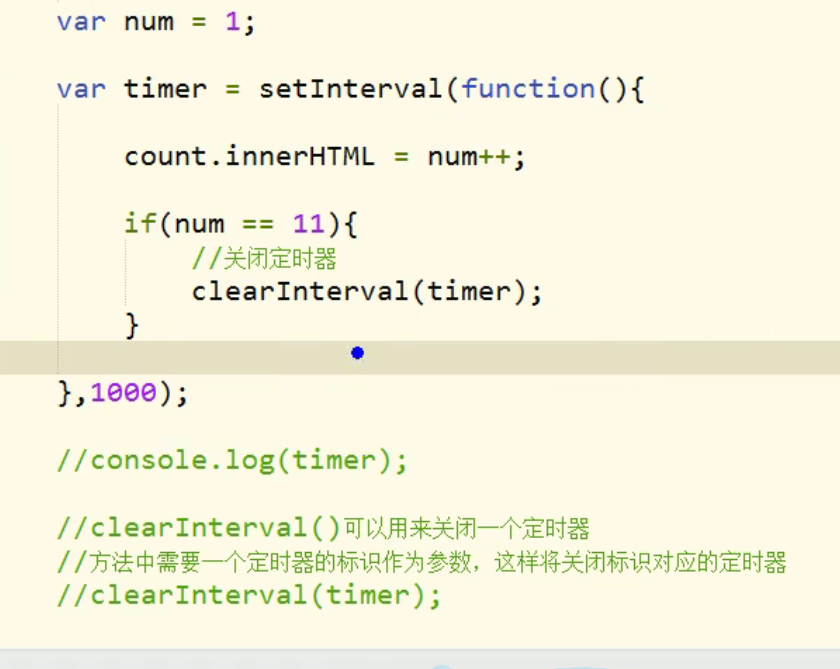 var num = 1;
var timer = setInterval(function(){
count.innerHTML = num++;
if(num == 11){
//关闭定时器
clearInterval(timer);
}
},1000);
//console.log(timer);
//clearInterval()可以用来关闭一个定时器
//方法中需要一个定时器的标识作为参数，这样将关闭标识对应的定时器
//clearInterval(timer);